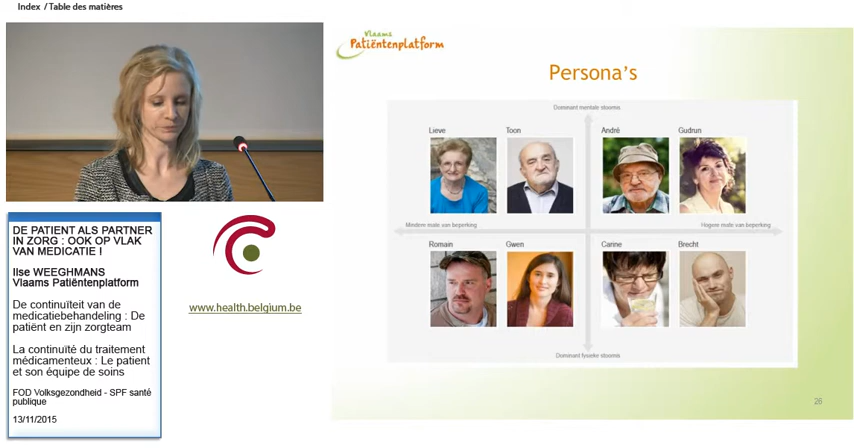 Index / Table des matières
Vlaams
Patiëntenplatform
Persona's
Dominant mentale stoornis
Lieve
Toon
André
Gudrun
Mindere mate van beperking
Hogere mate van beperking
Romain
Gwen
Carine
Brecht
Dominant fysieke stoornis
26
DE PATIENT ALS PARTNER
IN ZORG : OOK OP VLAK
VAN MEDICATIE !
Ilse WEEGHMANS
Vlaams Patiëntenplatform
De continuïteit van de
medicatiebehandeling : De
patiënt en zijn zorgteam
La continuïté du traitement
médicamenteux : Le patient
et son équipe de soins
FOD Volksgezondheid - SPF santé
publique
13/11/2015
www.health.belgium.be